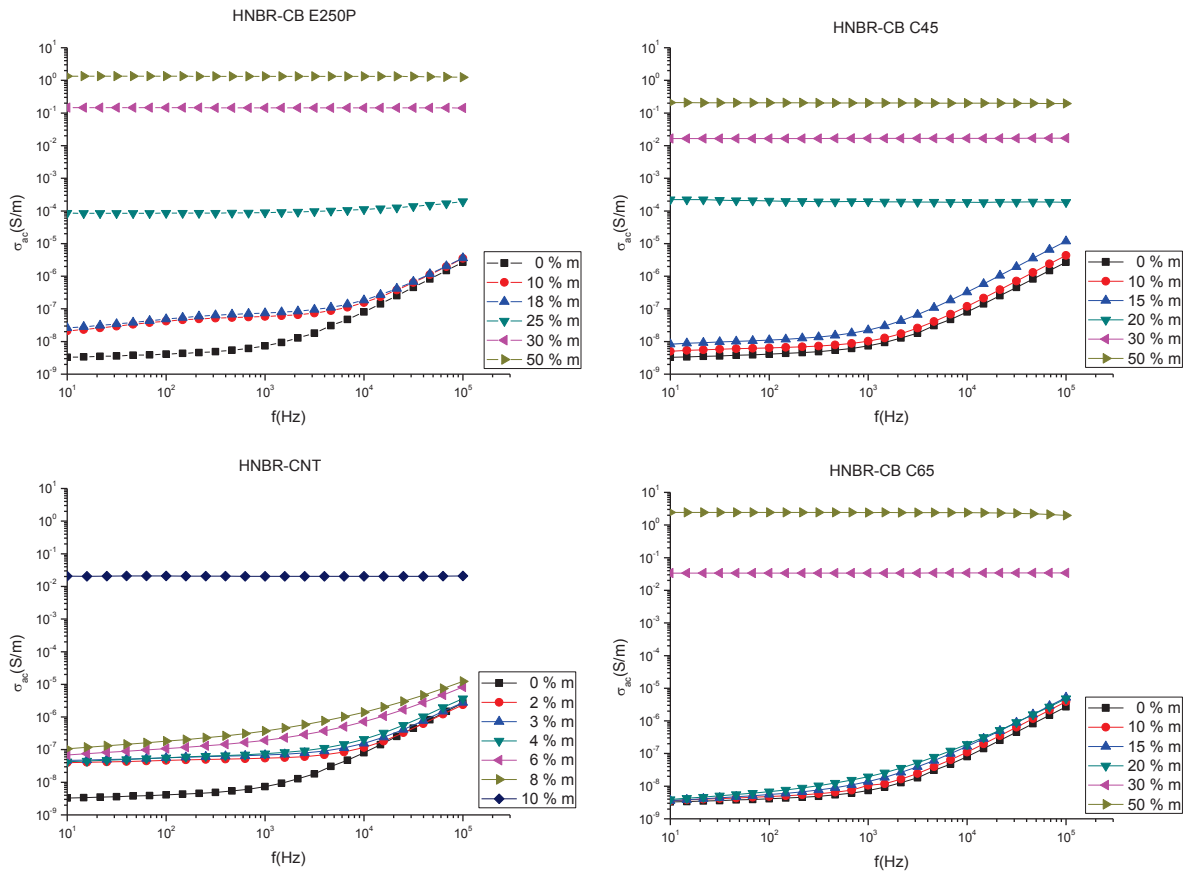 HNBR-CB E250P
10^1
10^0
10^-1
10^-2
10^-3
10^-4
10^-5
10^-6
10^-7
10^-8
10^-9
σ_ac(S/m)
10^1 10^2 10^3 10^4 10^5
f(Hz)
0 % m
10 % m
18 % m
25 % m
30 % m
50 % m
HNBR-CB C45
10^1
10^0
10^-1
10^-2
10^-3
10^-4
10^-5
10^-6
10^-7
10^-8
10^-9
σ_ac(S/m)
10^1 10^2 10^3 10^4 10^5
f(Hz)
0 % m
10 % m
15 % m
20 % m
30 % m
50 % m
HNBR-CNT
10^1
10^0
10^-1
10^-2
10^-3
10^-4
10^-5
10^-6
10^-7
10^-8
10^-9
σ_ac(S/m)
10^1 10^2 10^3 10^4 10^5
f(Hz)
0 % m
2 % m
3 % m
4 % m
6 % m
8 % m
10 % m
HNBR-CB C65
10^1
10^0
10^-1
10^-2
10^-3
10^-4
10^-5
10^-6
10^-7
10^-8
10^-9
σ_ac(S/m)
10^1 10^2 10^3 10^4 10^5
f(Hz)
0 % m
10 % m
15 % m
20 % m
30 % m
50 % m